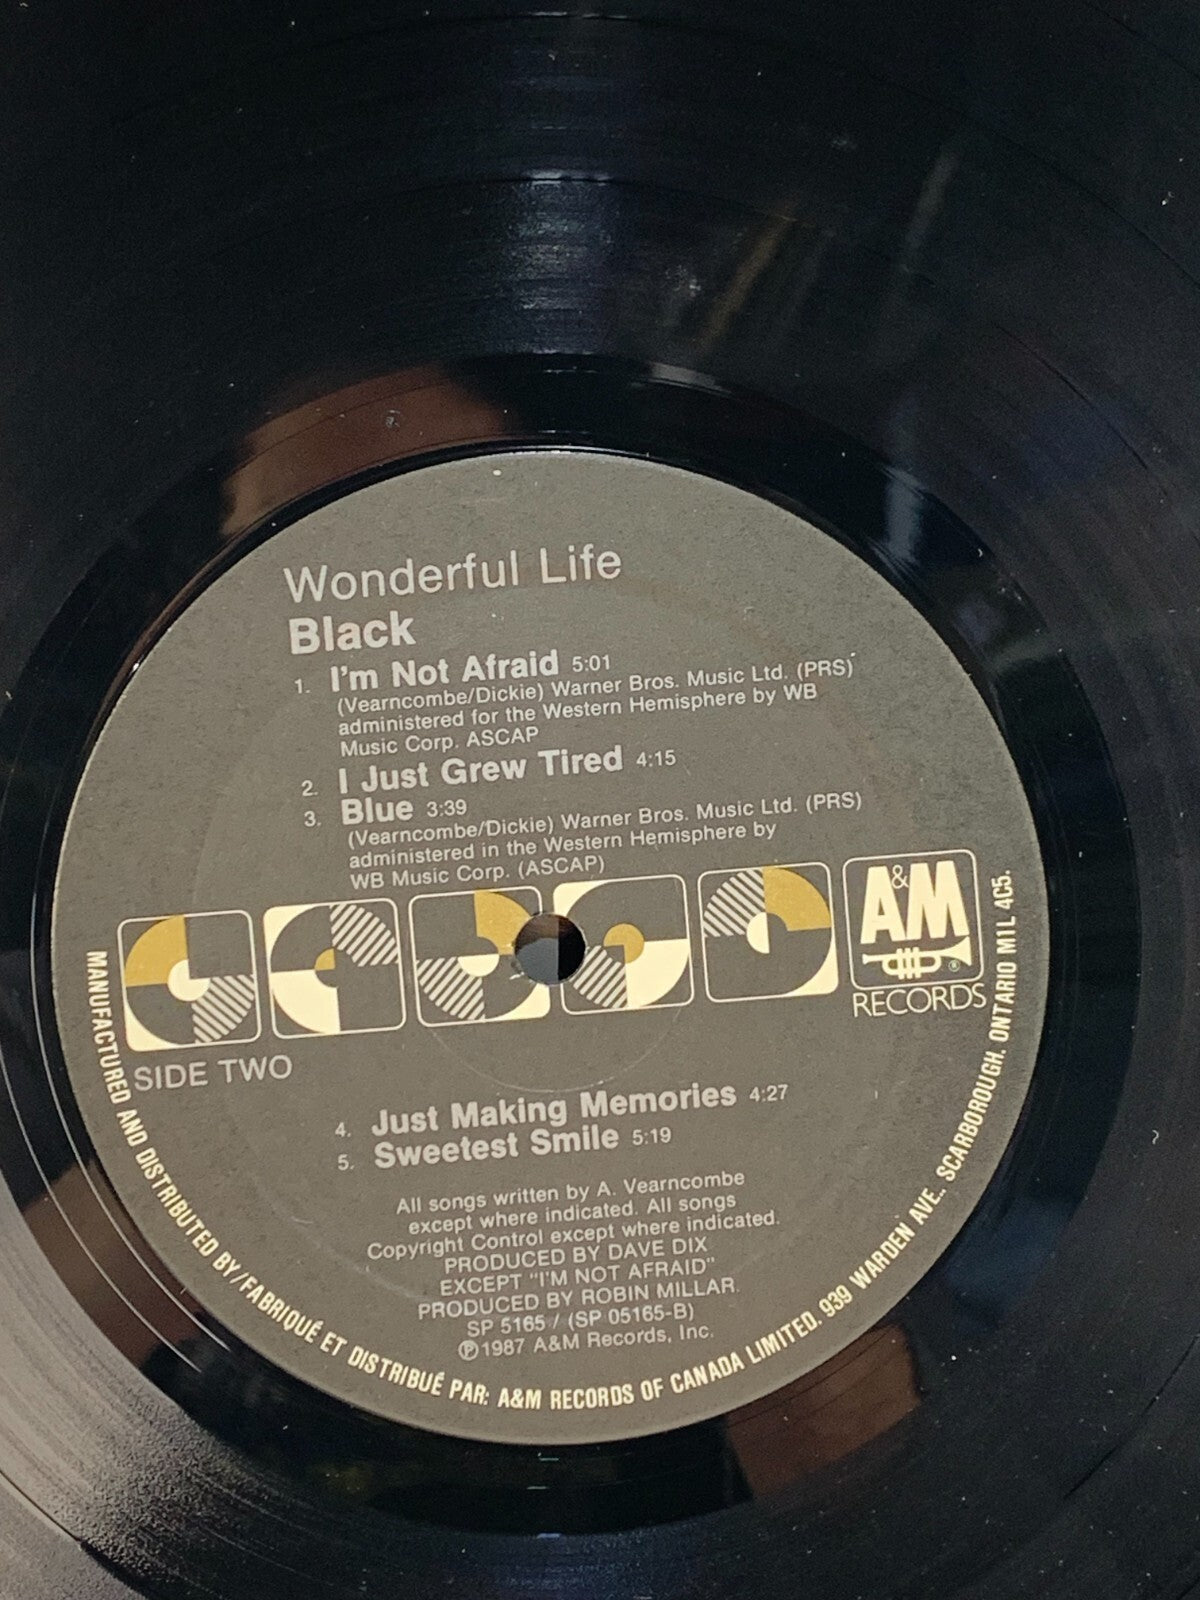 Wonderful Life
Black
1. I'm Not Afraid 5:01
(Vearncombe/Dickie) Warner Bros. Music Ltd. (PRS)
administered for the Western Hemisphere by WB
Music Corp. ASCAP
2. I Just Grew Tired 4:15
3. Blue 3:39
(Vearncombe/Dickie) Warner Bros. Music Ltd. (PRS)
administered in the Western Hemisphere by
WB Music Corp. (ASCAP)
A&M
®
RECORDS
SIDE TWO
4. Just Making Memories 4:27
5. Sweetest Smile 5:19
All songs written by A. Vearncombe
except where indicated. All songs
Copyright Control except where indicated.
PRODUCED BY DAVE DIX
EXCEPT "I'M NOT AFRAID"
PRODUCED BY ROBIN MILLAR.
SP 5165 / (SP 05165-B)
℗1987 A&M Records, Inc.
MANUFACTURED AND DISTRIBUTED BY/FABRIQUÉ ET DISTRIBUÉ PAR: A&M RECORDS OF CANADA LIMITED. 939 WARDEN AVE.. SCARBOROUGH. ONTARIO M1L 4C5.